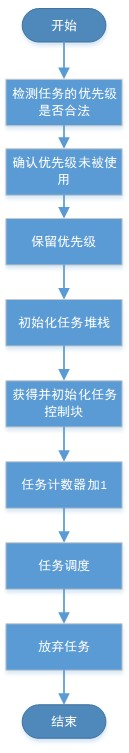 开始
检测任务的优先级
是否合法
确认优先级未被使
用
保留优先级
初始化任务堆栈
获得并初始化任务
控制块
任务计数器加1
任务调度
放弃任务
结束